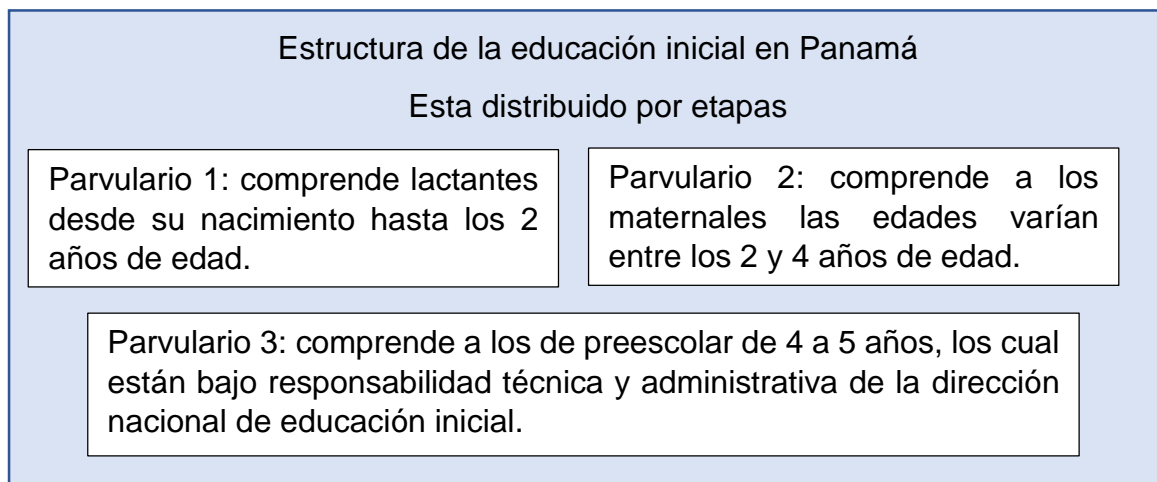 Estructura de la educación inicial en Panamá
Esta distribuido por etapas
Parvulario 1: comprende lactantes
desde su nacimiento hasta los 2
años de edad.
Parvulario 2: comprende a los
maternales las edades varían
entre los 2 y 4 años de edad.
Parvulario 3: comprende a los de preescolar de 4 a 5 años, los cual
están bajo responsabilidad técnica y administrativa de la dirección
nacional de educación inicial.